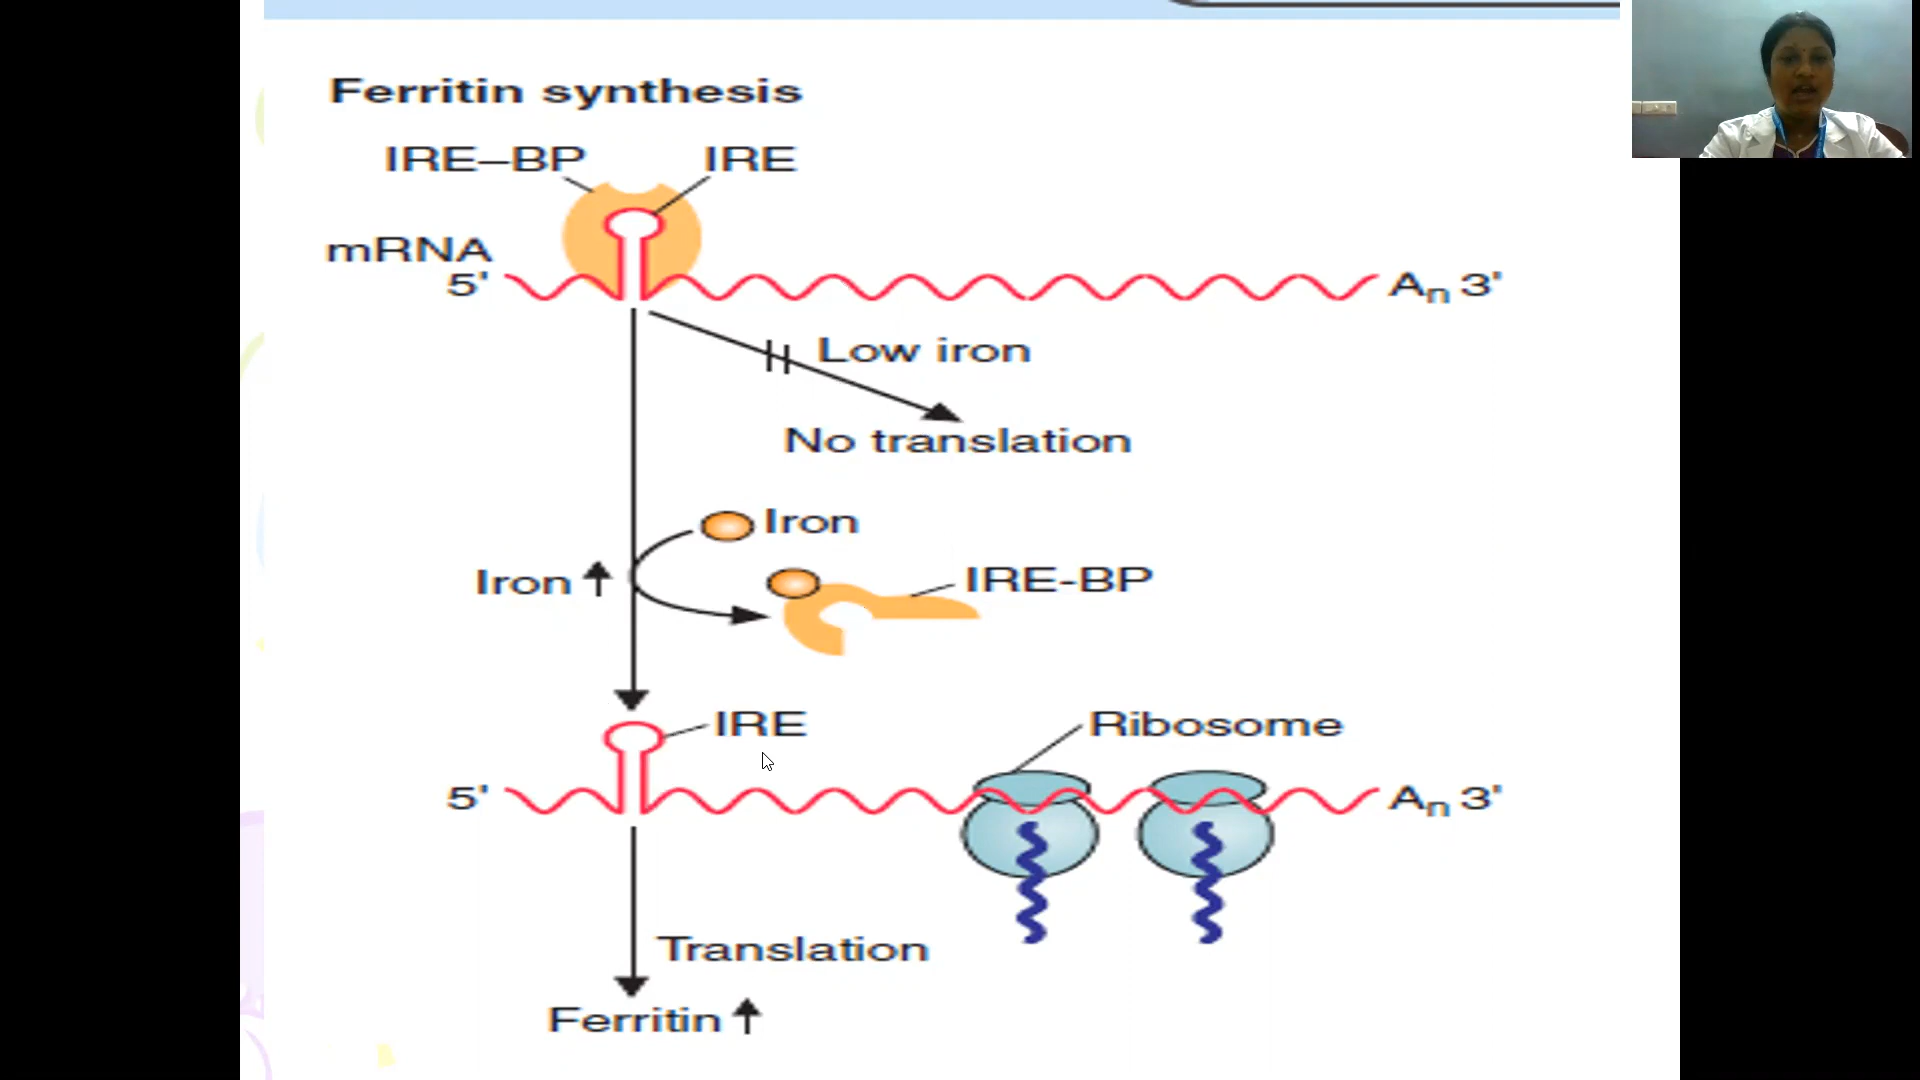 Ferritin synthesis
IRE–BP IRE
mRNA
5' An 3'
Low iron
No translation
Iron
Iron ↑ IRE-BP
IRE Ribosome
5' An 3'
Translation
Ferritin ↑